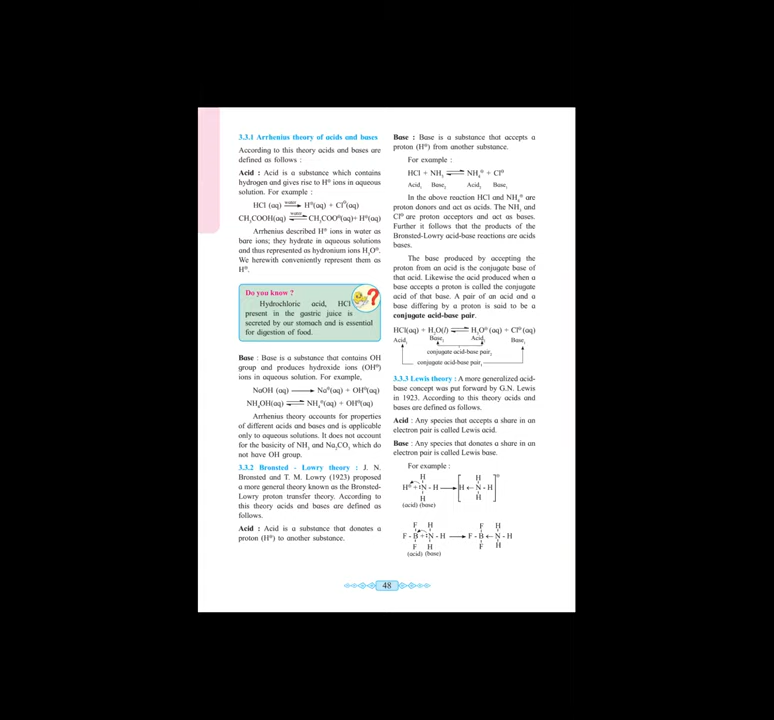 3.3.1 Arrhenius theory of acids and bases
According to this theory acids and bases are
defined as follows :
Acid : Acid is a substance which contains
hydrogen and gives rise to H⊕ ions in aqueous
solution. For example :
HCl (aq) water ⟶ H⊕(aq) + Cl⊖(aq)
CH₃COOH(aq) water ⇌ CH₃COO⊖(aq)+ H⊕(aq)
Arrhenius described H⊕ ions in water as
bare ions; they hydrate in aqueous solutions
and thus represented as hydronium ions H₃O⊕.
We herewith conveniently represent them as
H⊕.
Do you know ?
Hydrochloric acid, HCl
present in the gastric juice is
secreted by our stomach and is essential
for digestion of food.
Base : Base is a substance that contains OH
group and produces hydroxide ions (OH⊖)
ions in aqueous solution. For example,
NaOH (aq) ⟶ Na⊕(aq) + OH⊖(aq)
NH₄OH(aq) ⇌ NH₄⊕(aq) + OH⊖(aq)
Arrhenius theory accounts for properties
of different acids and bases and is applicable
only to aqueous solutions. It does not account
for the basicity of NH₃ and Na₂CO₃ which do
not have OH group.
3.3.2 Bronsted - Lowry theory : J. N.
Bronsted and T. M. Lowry (1923) proposed
a more general theory known as the Bronsted-
Lowry proton transfer theory. According to
this theory acids and bases are defined as
follows.
Acid : Acid is a substance that donates a
proton (H⊕) to another substance.
Base : Base is a substance that accepts a
proton (H⊕) from another substance.
For example :
HCl + NH₃ ⇌ NH₄⊕ + Cl⊖
Acid₁ Base₂ Acid₂ Base₁
In the above reaction HCl and NH₄⊕ are
proton donors and act as acids. The NH₃ and
Cl⊖ are proton acceptors and act as bases.
Further it follows that the products of the
Bronsted-Lowry acid-base reactions are acids
bases.
The base produced by accepting the
proton from an acid is the conjugate base of
that acid. Likewise the acid produced when a
base accepts a proton is called the conjugate
acid of that base. A pair of an acid and a
base differing by a proton is said to be a
conjugate acid-base pair.
HCl(aq) + H₂O(l) ⇌ H₃O⊕ (aq) + Cl⊖ (aq)
Acid₁ Base₂ Acid₂ Base₁
conjugate acid-base pair₂
conjugate acid-base pair₁
3.3.3 Lewis theory : A more generalized acid-
base concept was put forward by G.N. Lewis
in 1923. According to this theory acids and
bases are defined as follows.
Acid : Any species that accepts a share in an
electron pair is called Lewis acid.
Base : Any species that donates a share in an
electron pair is called Lewis base.
For example :
H H
H⊕ + :N - H ⟶ [H ← N - H]⊕
H H
(acid) (base)
F H F H
F - B + :N - H ⟶ F - B ← N - H
F H F H
(acid) (base)
48